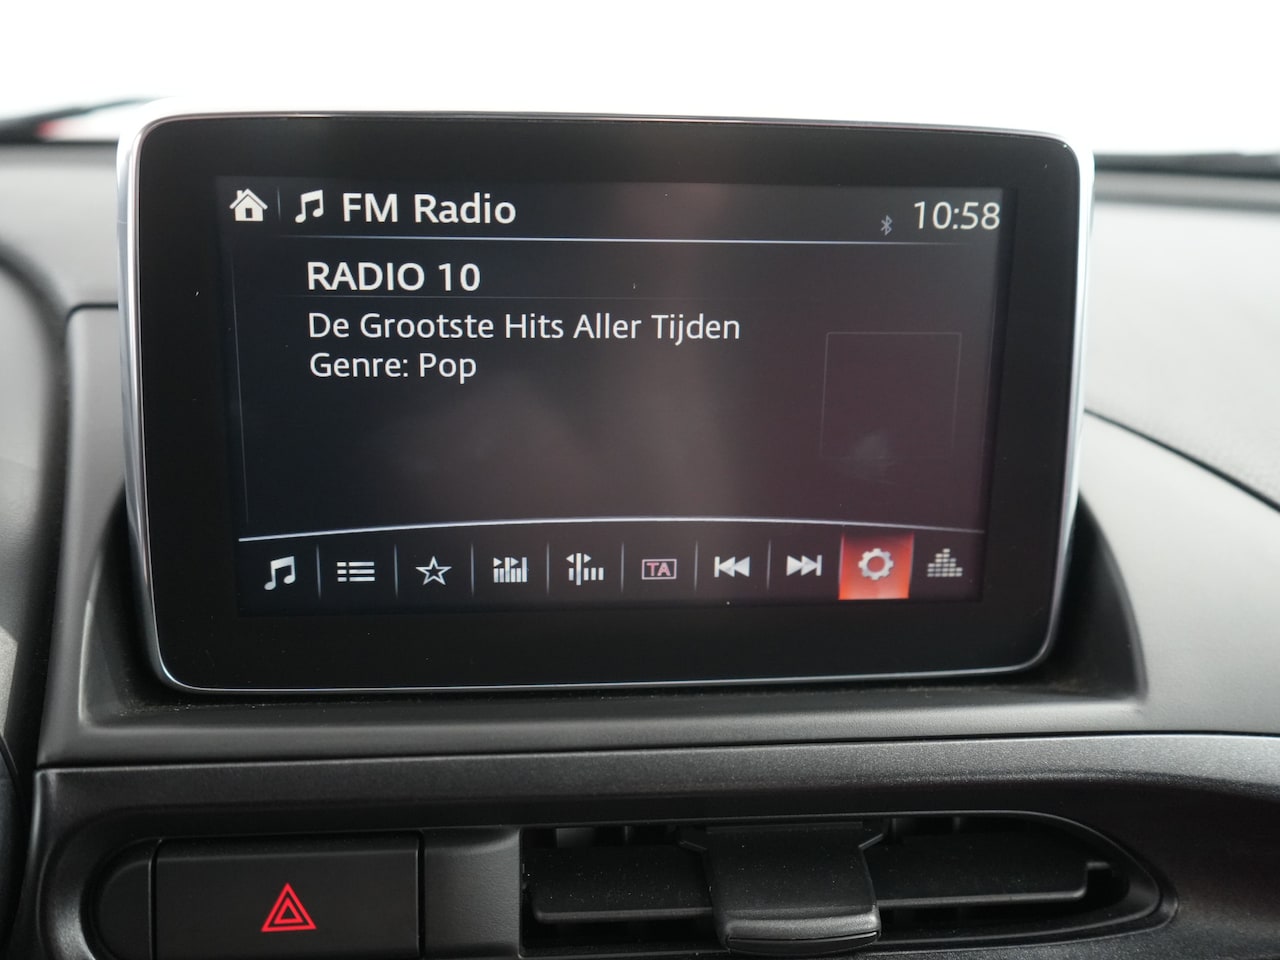 FM Radio
10:58
RADIO 10
De Grootste Hits Aller Tijden
Genre: Pop
TA